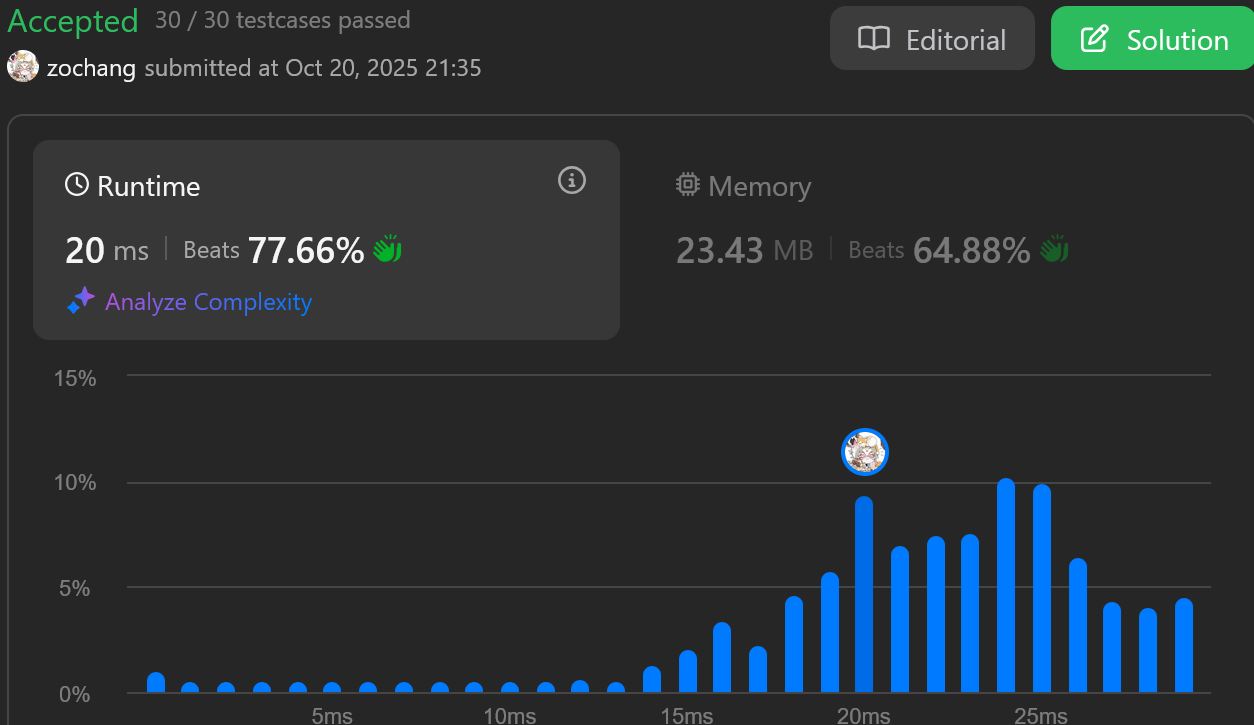 Accepted 30 / 30 testcases passed
Editorial
Solution
zochang submitted at Oct 20, 2025 21:35
Runtime
Memory
20 ms | Beats 77.66%
23.43 MB | Beats 64.88%
Analyze Complexity
15%
10%
5%
0%
5ms 10ms 15ms 20ms 25ms